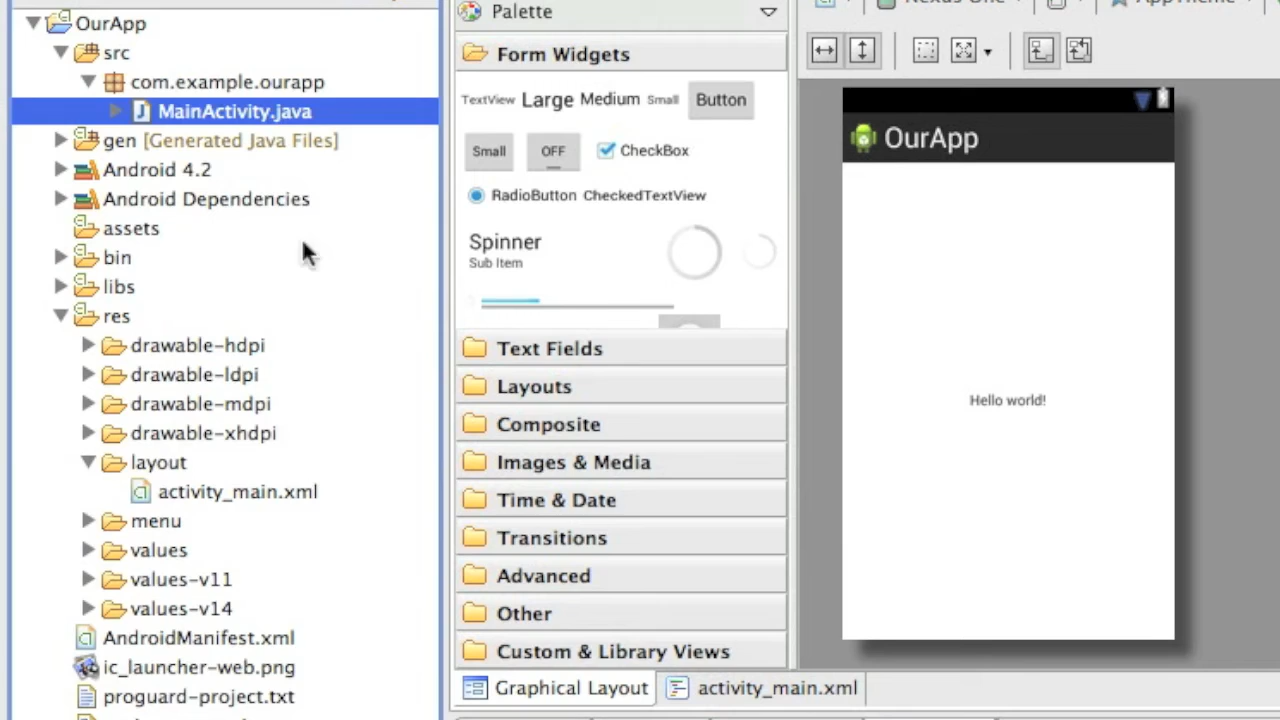 OurApp
src
com.example.ourapp
MainActivity.java
gen [Generated Java Files]
Android 4.2
Android Dependencies
assets
bin
libs
res
drawable-hdpi
drawable-ldpi
drawable-mdpi
drawable-xhdpi
layout
activity_main.xml
menu
values
values-v11
values-v14
AndroidManifest.xml
ic_launcher-web.png
proguard-project.txt
Palette
Form Widgets
TextView Large Medium Small Button
Small OFF CheckBox
RadioButton CheckedTextView
Spinner
Sub Item
Text Fields
Layouts
Composite
Images & Media
Time & Date
Transitions
Advanced
Other
Custom & Library Views
Graphical Layout activity_main.xml
Nexus One AppTheme
OurApp
Hello world!